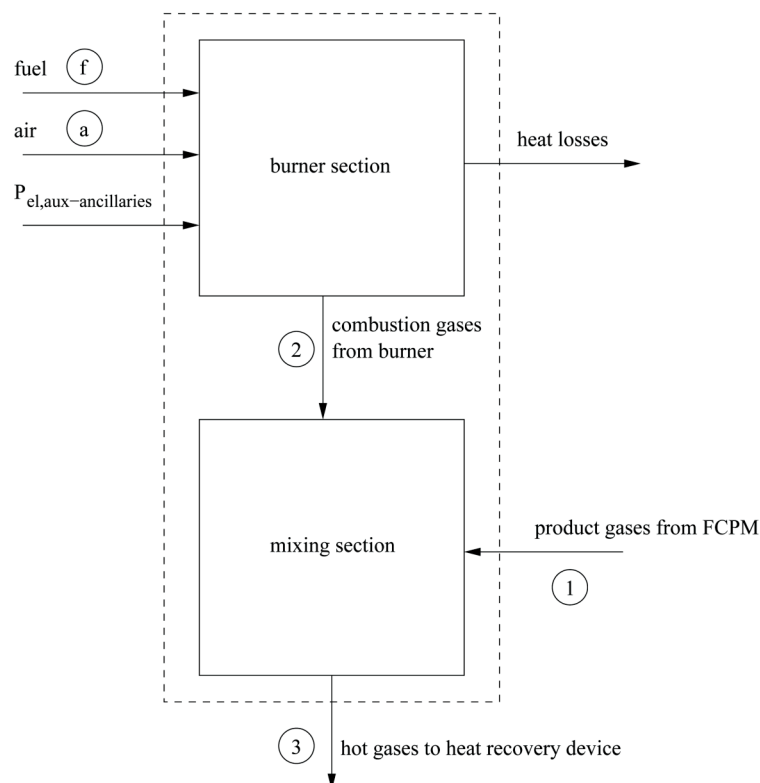 fuel f
air a
P el,aux−ancillaries
burner section
heat losses
2
combustion gases
from burner
mixing section
product gases from FCPM
1
3 hot gases to heat recovery device